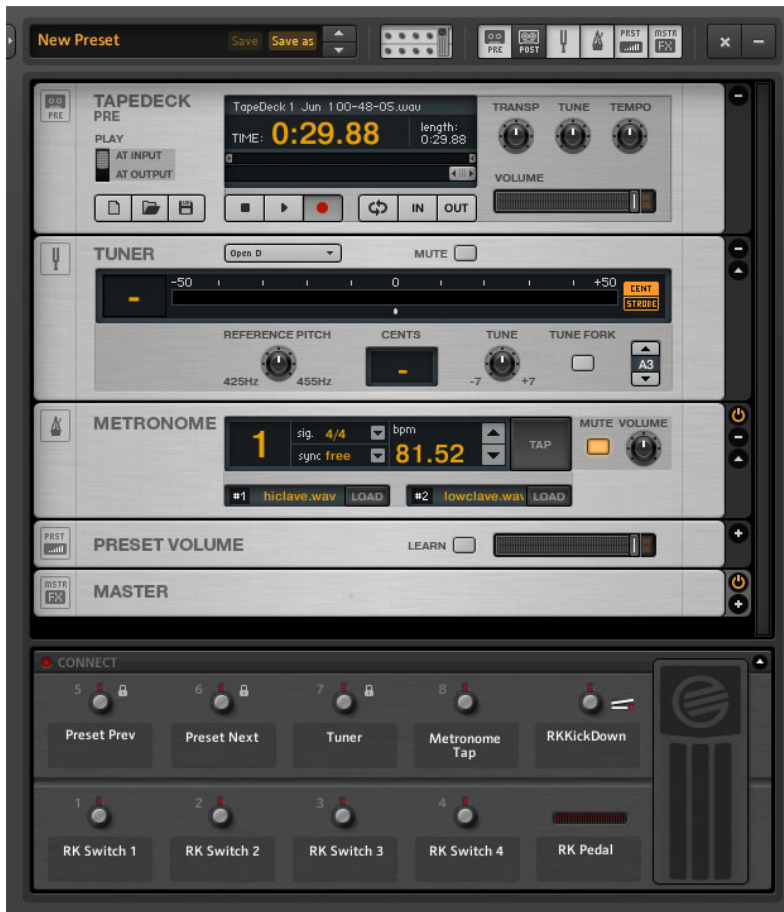 New Preset Save Save as PRE POST PRST MSTR FX
PRE TAPEDECK
PRE
PLAY
AT INPUT
AT OUTPUT
TapeDeck 1 Jun 1 00-48-05.wav
TIME: 0:29.88 length: 0:29.88
IN OUT
TRANSP TUNE TEMPO
VOLUME
TUNER Open D MUTE
-50 0 +50 CENT
- STROBE
REFERENCE PITCH CENTS TUNE TUNE FORK
425Hz 455Hz - -7 +7 A3
METRONOME 1 sig. 4/4 bpm 81.52 TAP MUTE VOLUME
sync free
#1 hiclave.wav LOAD #2 lowclave.wav LOAD
PRST PRESET VOLUME LEARN
MSTR FX MASTER
CONNECT
5 6 7 8
Preset Prev Preset Next Tuner Metronome Tap RKKickDown
1 2 3 4
RK Switch 1 RK Switch 2 RK Switch 3 RK Switch 4 RK Pedal